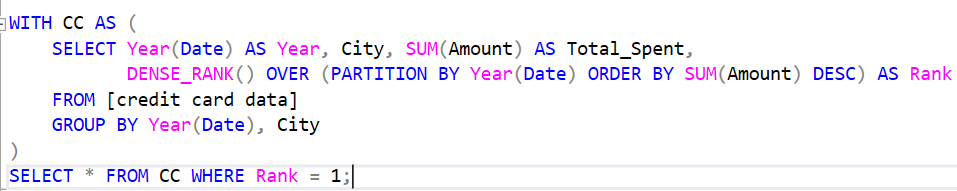 WITH CC AS (
    SELECT Year(Date) AS Year, City, SUM(Amount) AS Total_Spent,
           DENSE_RANK() OVER (PARTITION BY Year(Date) ORDER BY SUM(Amount) DESC) AS Rank
    FROM [credit card data]
    GROUP BY Year(Date), City
)
SELECT * FROM CC WHERE Rank = 1;